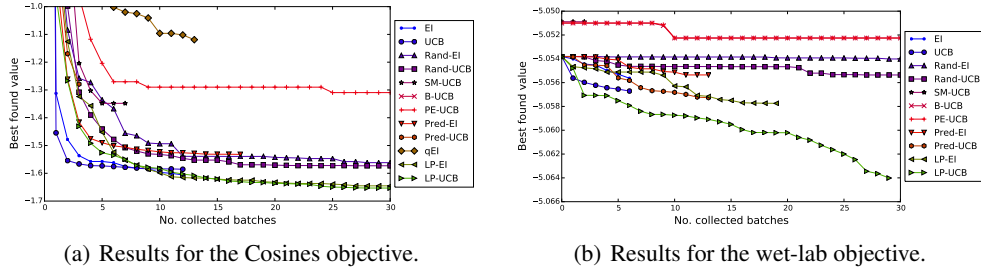 Best found value
−1.0
−1.1
−1.2
−1.3
−1.4
−1.5
−1.6
−1.7
0
5
10
15
20
25
30
No. collected batches
EI
UCB
Rand-EI
Rand-UCB
SM-UCB
B-UCB
PE-UCB
Pred-EI
Pred-UCB
qEI
LP-EI
LP-UCB
(a) Results for the Cosines objective.
Best found value
−5.050
−5.052
−5.054
−5.056
−5.058
−5.060
−5.062
−5.064
−5.066
0
5
10
15
20
25
30
No. collected batches
EI
UCB
Rand-EI
Rand-UCB
SM-UCB
B-UCB
PE-UCB
Pred-EI
Pred-UCB
LP-EI
LP-UCB
(b) Results for the wet-lab objective.